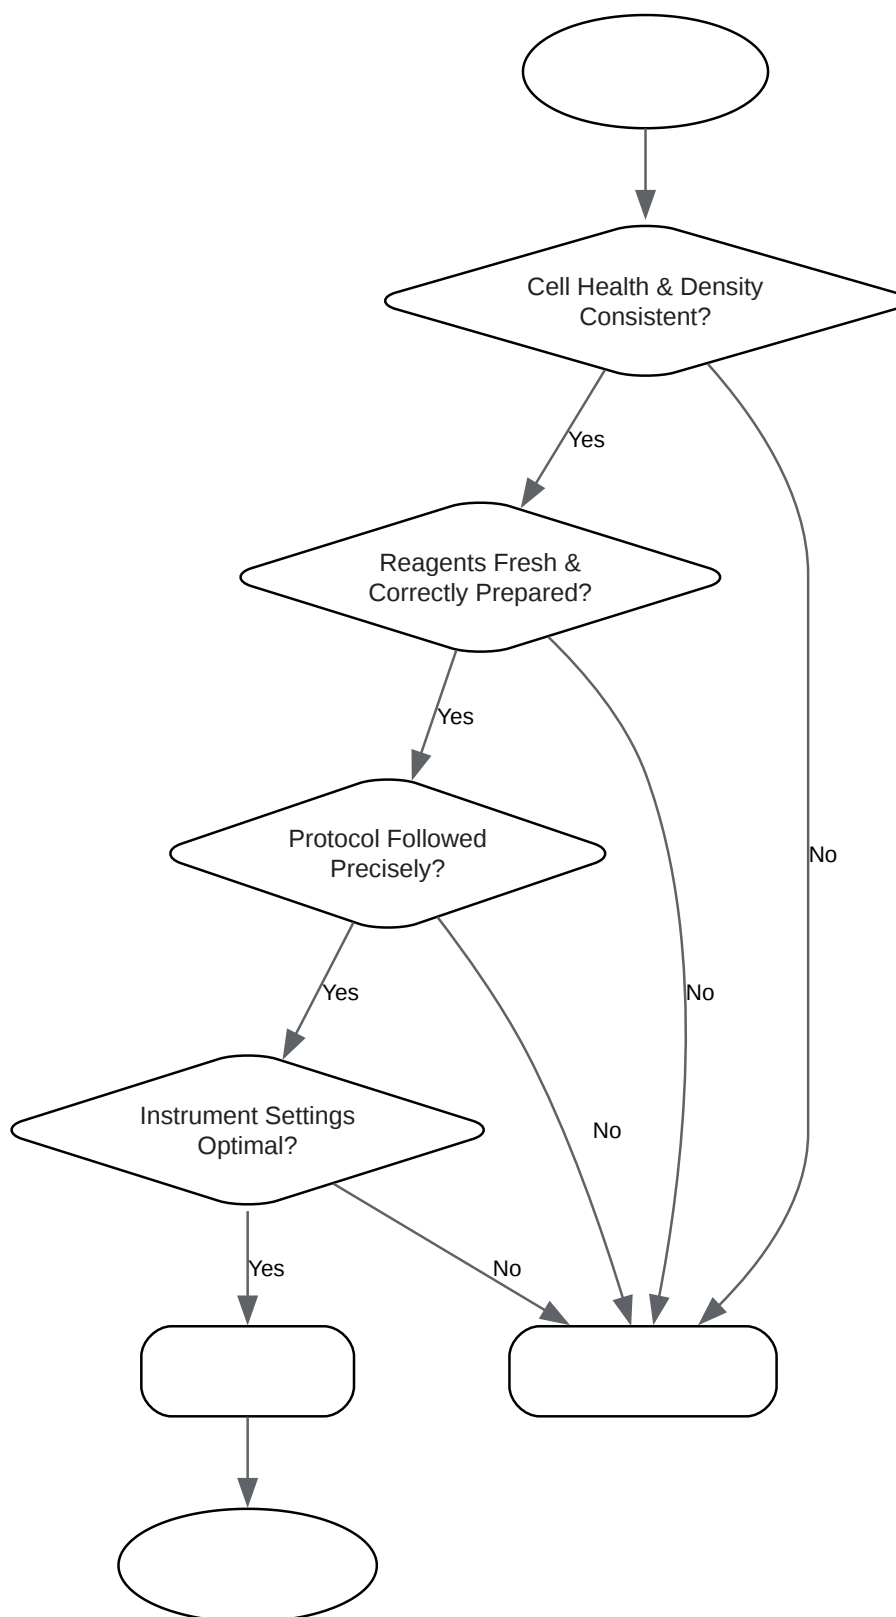 Cell Health & Density
Consistent?
Yes
Reagents Fresh &
Correctly Prepared?
Yes
Protocol Followed
Precisely?
No
Yes
No
Instrument Settings
Optimal?
No
Yes
No